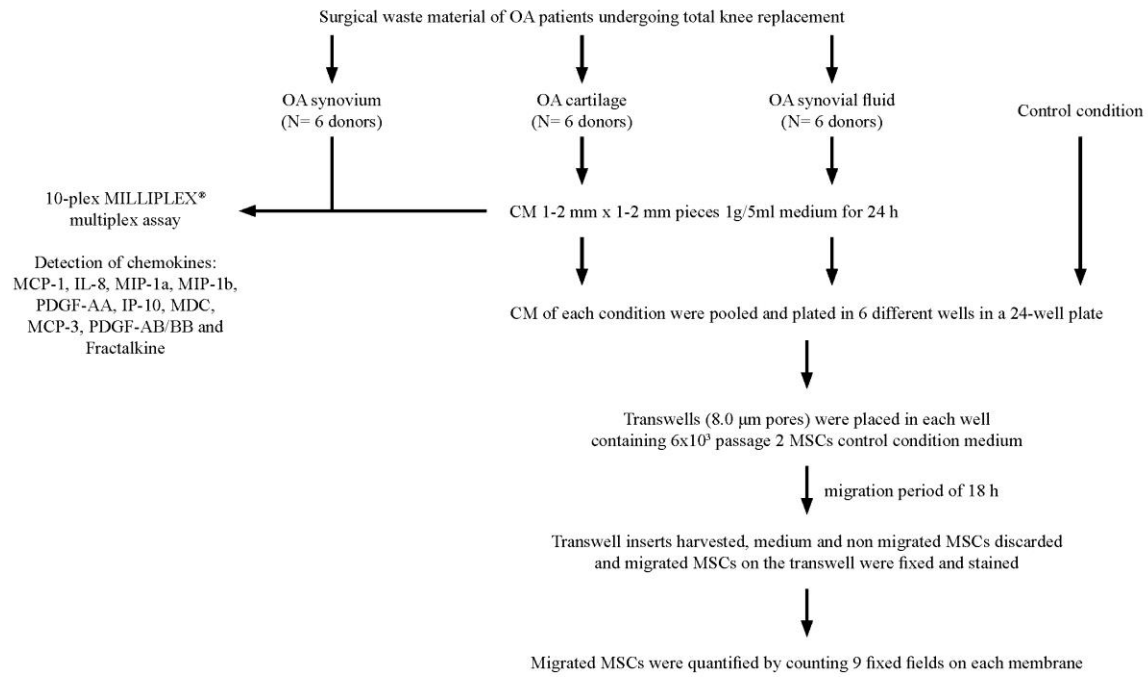 Surgical waste material of OA patients undergoing total knee replacement
OA synovium
(N= 6 donors)
OA cartilage
(N= 6 donors)
OA synovial fluid
(N= 6 donors)
Control condition
10-plex MILLIPLEX®
multiplex assay
CM 1-2 mm x 1-2 mm pieces 1g/5ml medium for 24 h
Detection of chemokines:
MCP-1, IL-8, MIP-1a, MIP-1b,
PDGF-AA, IP-10, MDC,
MCP-3, PDGF-AB/BB and
Fractalkine
CM of each condition were pooled and plated in 6 different wells in a 24-well plate
Transwells (8.0 μm pores) were placed in each well
containing 6x10³ passage 2 MSCs control condition medium
migration period of 18 h
Transwell inserts harvested, medium and non migrated MSCs discarded
and migrated MSCs on the transwell were fixed and stained
Migrated MSCs were quantified by counting 9 fixed fields on each membrane